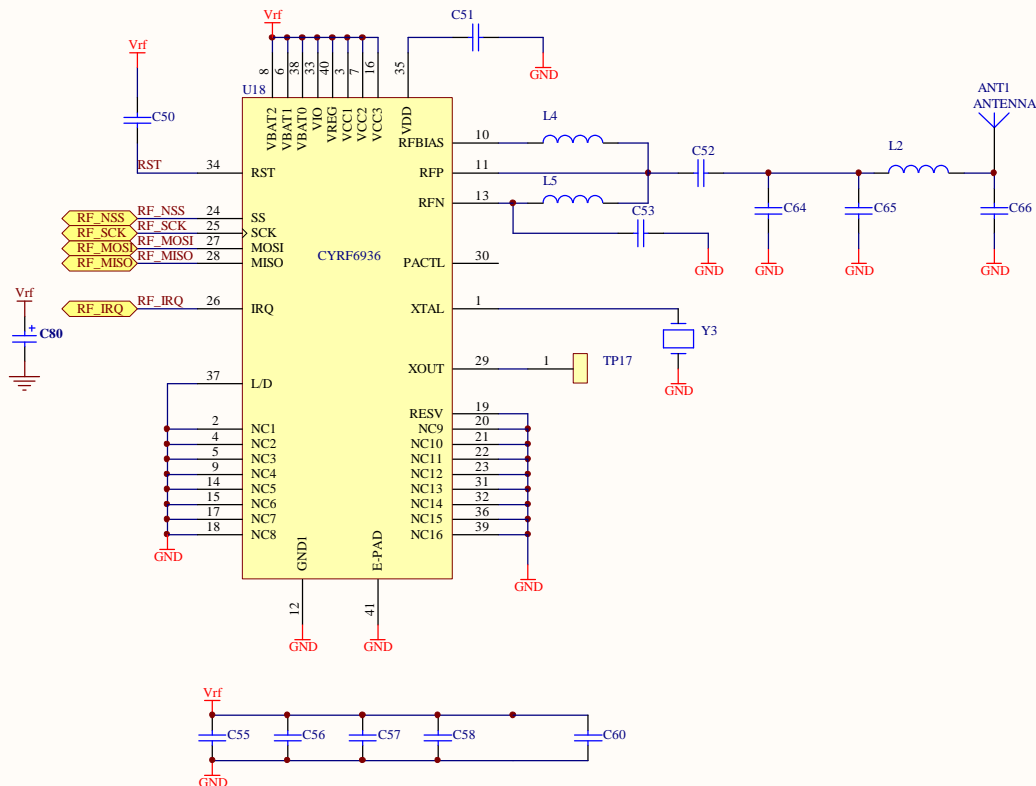 C51
Vrf
Vrf
GND
8
6
38
33
40
3
7
16
35
U18
ANT1
ANTENNA
VBAT2
VBAT1
VBAT0
VIO
VREG
VCC1
VCC2
VCC3
VDD
C50
RFBIAS
10
L4
C52
L2
RST
34
RST
RFP
11
L5
RFN
13
C53
C64
C65
C66
RF_NSS
RF_NSS
24
SS
RF_SCK
RF_SCK
25
SCK
RF_MOSI
RF_MOSI
27
MOSI
RF_MISO
RF_MISO
28
MISO
CYRF6936
PACTL
30
GND
GND
GND
GND
Vrf
RF_IRQ
RF_IRQ
26
IRQ
XTAL
1
+
C80
Y3
XOUT
29
1
TP17
GND
37
L/D
RESV
19
2
NC1
NC9
20
4
NC2
NC10
21
5
NC3
NC11
22
9
NC4
NC12
23
14
NC5
NC13
31
15
NC6
NC14
32
17
NC7
NC15
36
18
NC8
NC16
39
GND
GND1
E-PAD
GND
12
41
GND
GND
Vrf
C55
C56
C57
C58
C60
GND